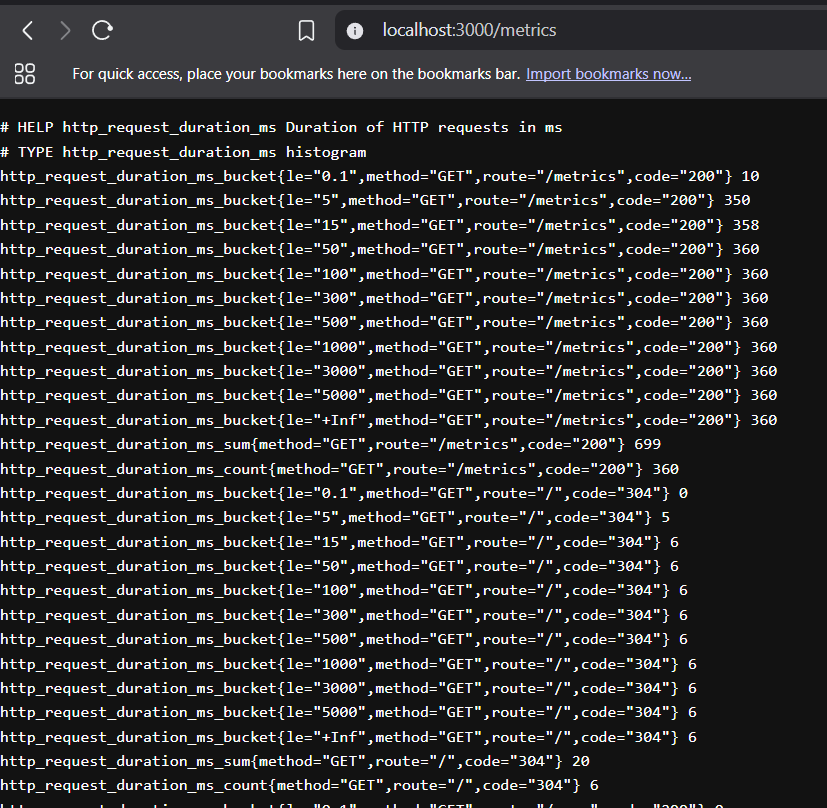 localhost:3000/metrics
For quick access, place your bookmarks here on the bookmarks bar. Import bookmarks now...
# HELP http_request_duration_ms Duration of HTTP requests in ms
# TYPE http_request_duration_ms histogram
http_request_duration_ms_bucket{le="0.1",method="GET",route="/metrics",code="200"} 10
http_request_duration_ms_bucket{le="5",method="GET",route="/metrics",code="200"} 350
http_request_duration_ms_bucket{le="15",method="GET",route="/metrics",code="200"} 358
http_request_duration_ms_bucket{le="50",method="GET",route="/metrics",code="200"} 360
http_request_duration_ms_bucket{le="100",method="GET",route="/metrics",code="200"} 360
http_request_duration_ms_bucket{le="300",method="GET",route="/metrics",code="200"} 360
http_request_duration_ms_bucket{le="500",method="GET",route="/metrics",code="200"} 360
http_request_duration_ms_bucket{le="1000",method="GET",route="/metrics",code="200"} 360
http_request_duration_ms_bucket{le="3000",method="GET",route="/metrics",code="200"} 360
http_request_duration_ms_bucket{le="5000",method="GET",route="/metrics",code="200"} 360
http_request_duration_ms_bucket{le="+Inf",method="GET",route="/metrics",code="200"} 360
http_request_duration_ms_sum{method="GET",route="/metrics",code="200"} 699
http_request_duration_ms_count{method="GET",route="/metrics",code="200"} 360
http_request_duration_ms_bucket{le="0.1",method="GET",route="/",code="304"} 0
http_request_duration_ms_bucket{le="5",method="GET",route="/",code="304"} 5
http_request_duration_ms_bucket{le="15",method="GET",route="/",code="304"} 6
http_request_duration_ms_bucket{le="50",method="GET",route="/",code="304"} 6
http_request_duration_ms_bucket{le="100",method="GET",route="/",code="304"} 6
http_request_duration_ms_bucket{le="300",method="GET",route="/",code="304"} 6
http_request_duration_ms_bucket{le="500",method="GET",route="/",code="304"} 6
http_request_duration_ms_bucket{le="1000",method="GET",route="/",code="304"} 6
http_request_duration_ms_bucket{le="3000",method="GET",route="/",code="304"} 6
http_request_duration_ms_bucket{le="5000",method="GET",route="/",code="304"} 6
http_request_duration_ms_bucket{le="+Inf",method="GET",route="/",code="304"} 6
http_request_duration_ms_sum{method="GET",route="/",code="304"} 20
http_request_duration_ms_count{method="GET",route="/",code="304"} 6